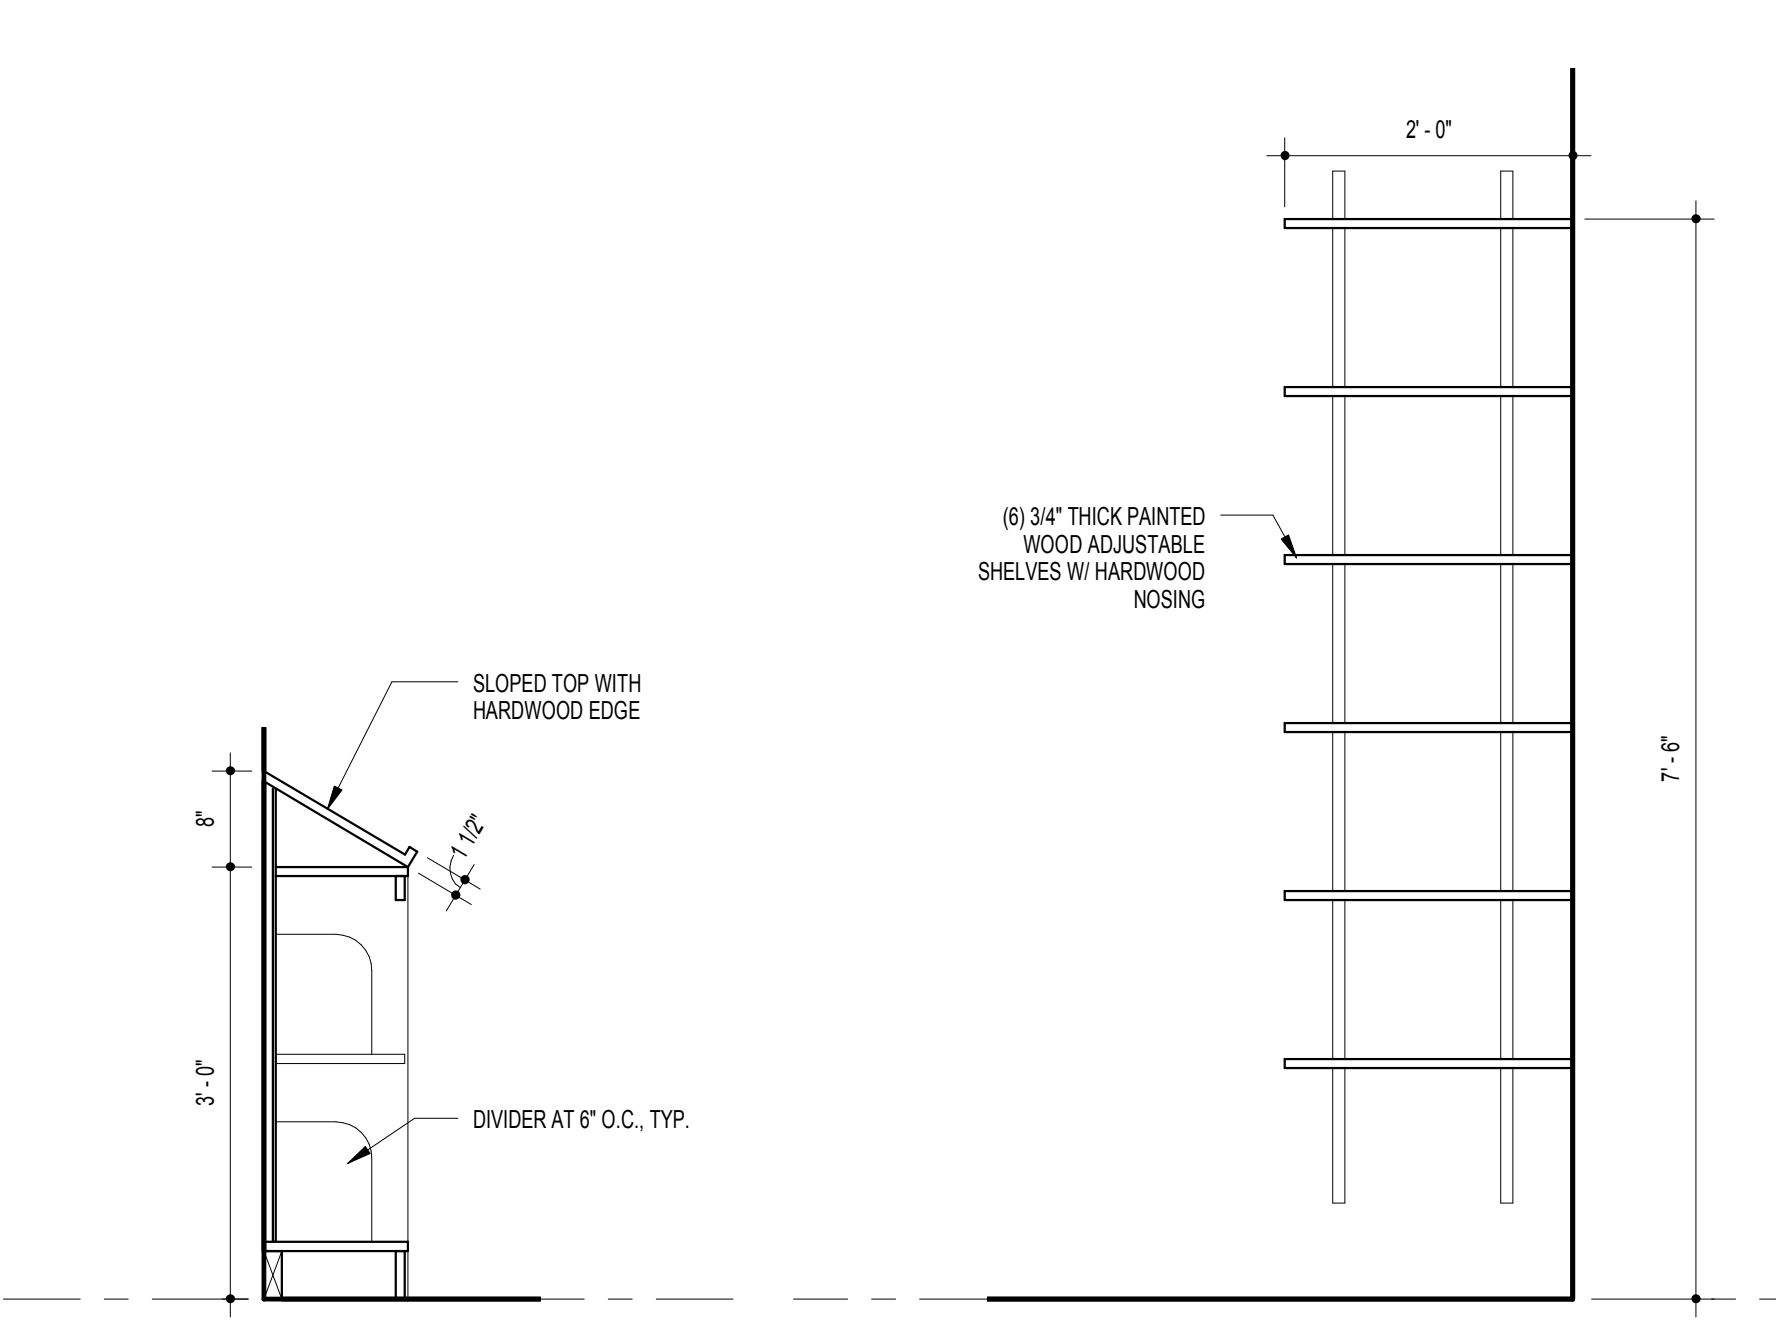 2' - 0"
(6) 3/4" THICK PAINTED
WOOD ADJUSTABLE
SHELVES W/ HARDWOOD
NOSING
SLOPED TOP WITH
HARDWOOD EDGE
7' - 6"
8"
1 1/2"
3' - 0"
DIVIDER AT 6" O.C., TYP.